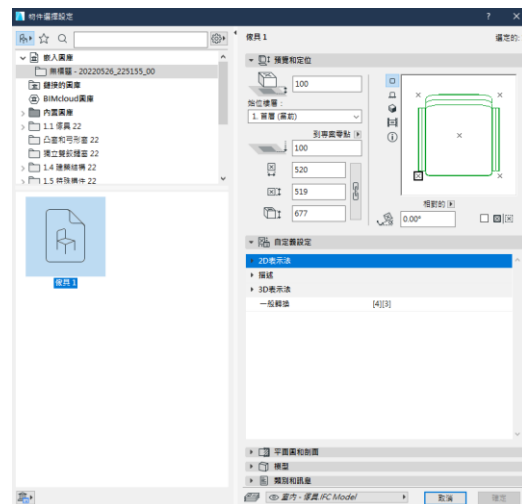 物件選擇設定
? ×
嵌入圖庫
無標題 - 20220526_225155_00
鏈接的圖庫
BIMcloud圖庫
內置圖庫
1.1 傢具 22
凸窗和弓形窗 22
獨立雙鉸鏈窗 22
1.4 建築結構 22
1.5 特殊構件 22
傢具 1
傢具 1
選定的:
預覽和定位
100
始位樓層:
1. 首層 (當前)
到專案零點
100
520
519
677
相對的
0.00°
自定義設定
2D表示法
描述
3D表示法
一般轉換
[4][3]
平面圖和剖面
模型
類別和訊息
室內 - 傢具.IFC Model
取消
確定